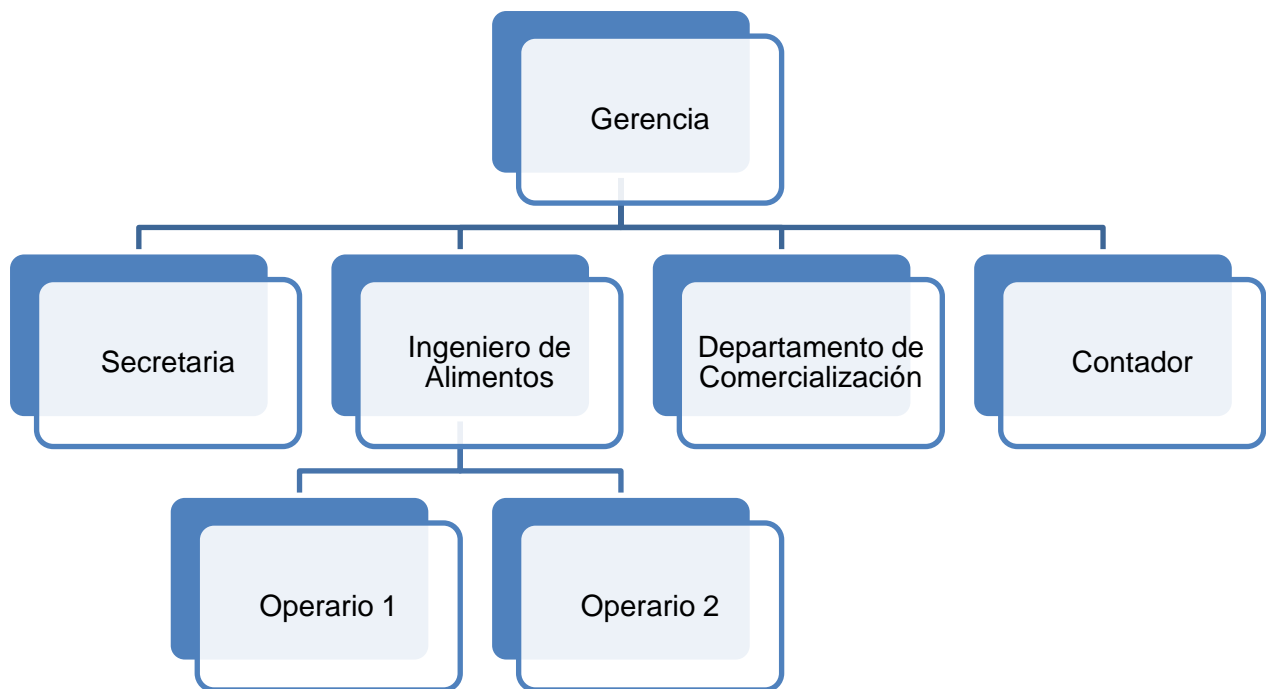 Gerencia
Secretaria
Ingeniero de
Alimentos
Departamento de
Comercialización
Contador
Operario 1
Operario 2